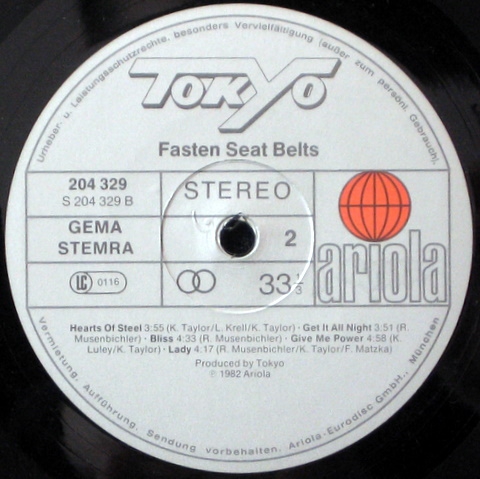 Urheber- u. Leistungsschutzrechte, besonders Vervielfältigung (außer zum persönl. Gebrauch),
TOKYO
Fasten Seat Belts
204 329
S 204 329 B
STEREO
GEMA
STEMRA
2
ariola
LC 0116
33 1/3
Hearts Of Steel 3:55 (K. Taylor/L. Krell/K. Taylor) · Get It All Night 3:51 (R.
Musenbichler) · Bliss 4:33 (R. Musenbichler) · Give Me Power 4:58 (K.
Luley/K. Taylor) · Lady 4:17 (R. Musenbichler/K. Taylor/F. Matzka)
Produced by Tokyo
℗ 1982 Ariola
Vermietung, Aufführung, Sendung vorbehalten. Ariola-Eurodisc GmbH., München